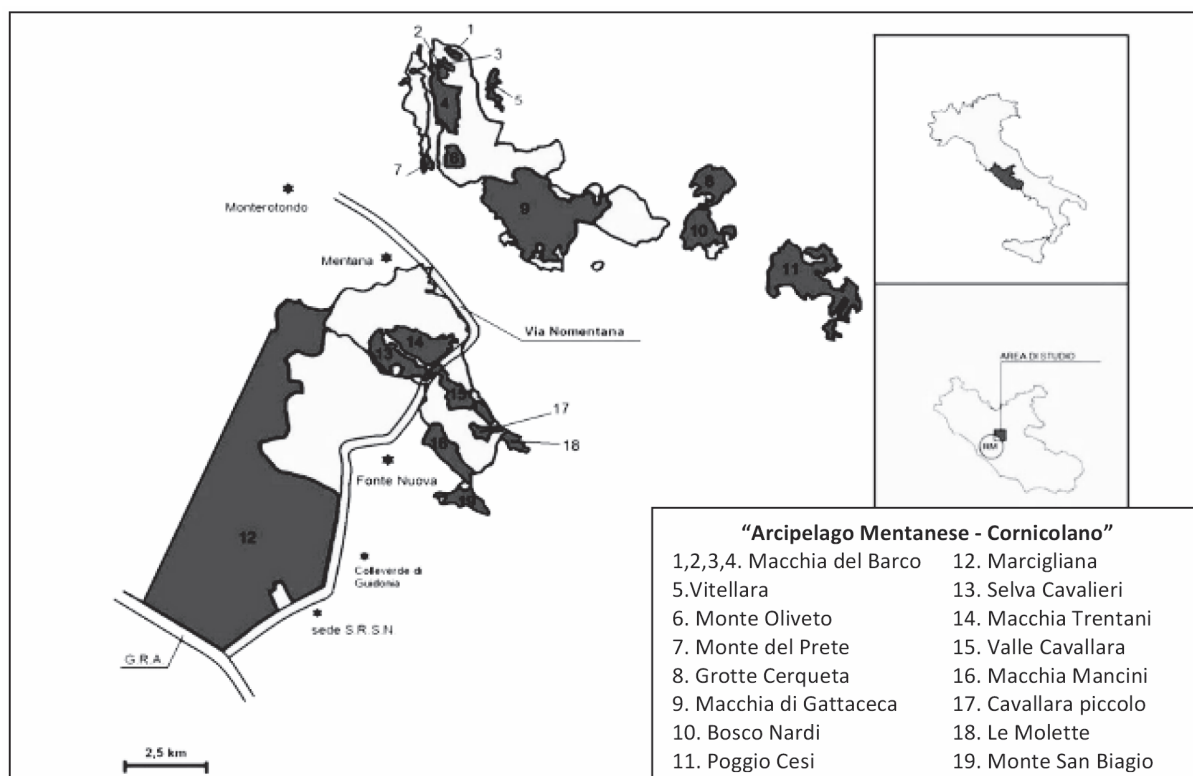 1
2
3
4
5
6
7
8
9
10
11
Monterotondo
Mentana
Via Nomentana
14
13
15
17
16
18
Fonte Nuova
19
12
Colleverde di
Guidonia
sede S.R.S.N.
G.R.A.
2,5 km
AREA DI STUDIO
RM
"Arcipelago Mentanese - Cornicolano"
1,2,3,4. Macchia del Barco
5.Vitellara
6. Monte Oliveto
7. Monte del Prete
8. Grotte Cerqueta
9. Macchia di Gattaceca
10. Bosco Nardi
11. Poggio Cesi
12. Marcigliana
13. Selva Cavalieri
14. Macchia Trentani
15. Valle Cavallara
16. Macchia Mancini
17. Cavallara piccolo
18. Le Molette
19. Monte San Biagio